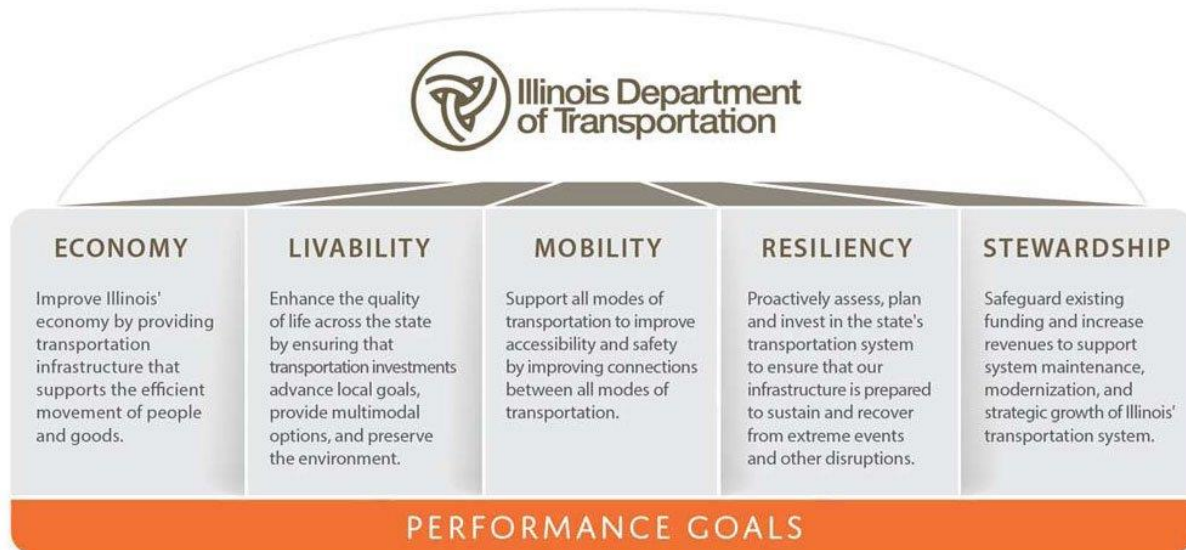 Illinois Department
of Transportation
ECONOMY
Improve Illinois'
economy by providing
transportation
infrastructure that
supports the efficient
movement of people
and goods.
LIVABILITY
Enhance the quality
of life across the state
by ensuring that
transportation investments
advance local goals,
provide multimodal
options, and preserve
the environment.
MOBILITY
Support all modes of
transportation to improve
accessibility and safety
by improving connections
between all modes of
transportation.
RESILIENCY
Proactively assess, plan
and invest in the state's
transportation system
to ensure that our
infrastructure is prepared
to sustain and recover
from extreme events
and other disruptions.
STEWARDSHIP
Safeguard existing
funding and increase
revenues to support
system maintenance,
modernization, and
strategic growth of Illinois'
transportation system.
PERFORMANCE GOALS